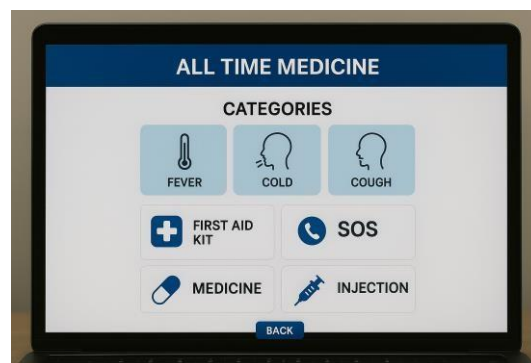 ALL TIME MEDICINE
CATEGORIES
FEVER
COLD
COUGH
FIRST AID
KIT
SOS
MEDICINE
INJECTION
BACK